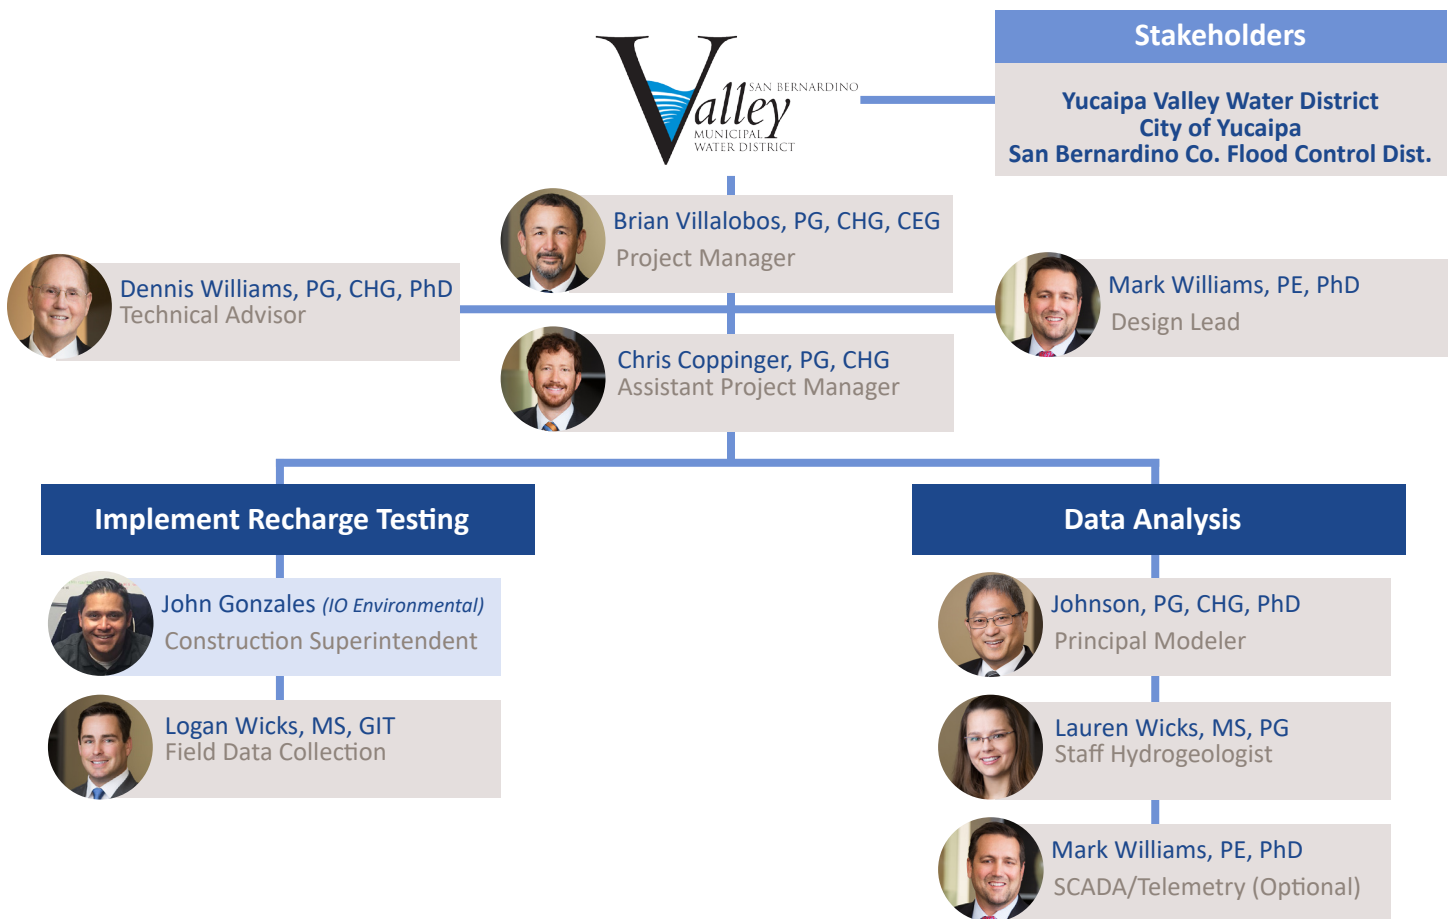 Stakeholders
Yucaipa Valley Water District
City of Yucaipa
San Bernardino Co. Flood Control Dist.
Valley
SAN BERNARDINO
MUNICIPAL
WATER DISTRICT
Brian Villalobos, PG, CHG, CEG
Project Manager
Dennis Williams, PG, CHG, PhD
Technical Advisor
Mark Williams, PE, PhD
Design Lead
Chris Coppinger, PG, CHG
Assistant Project Manager
Implement Recharge Testing
John Gonzales (IO Environmental)
Construction Superintendent
Logan Wicks, MS, GIT
Field Data Collection
Data Analysis
Johnson, PG, CHG, PhD
Principal Modeler
Lauren Wicks, MS, PG
Staff Hydrogeologist
Mark Williams, PE, PhD
SCADA/Telemetry (Optional)